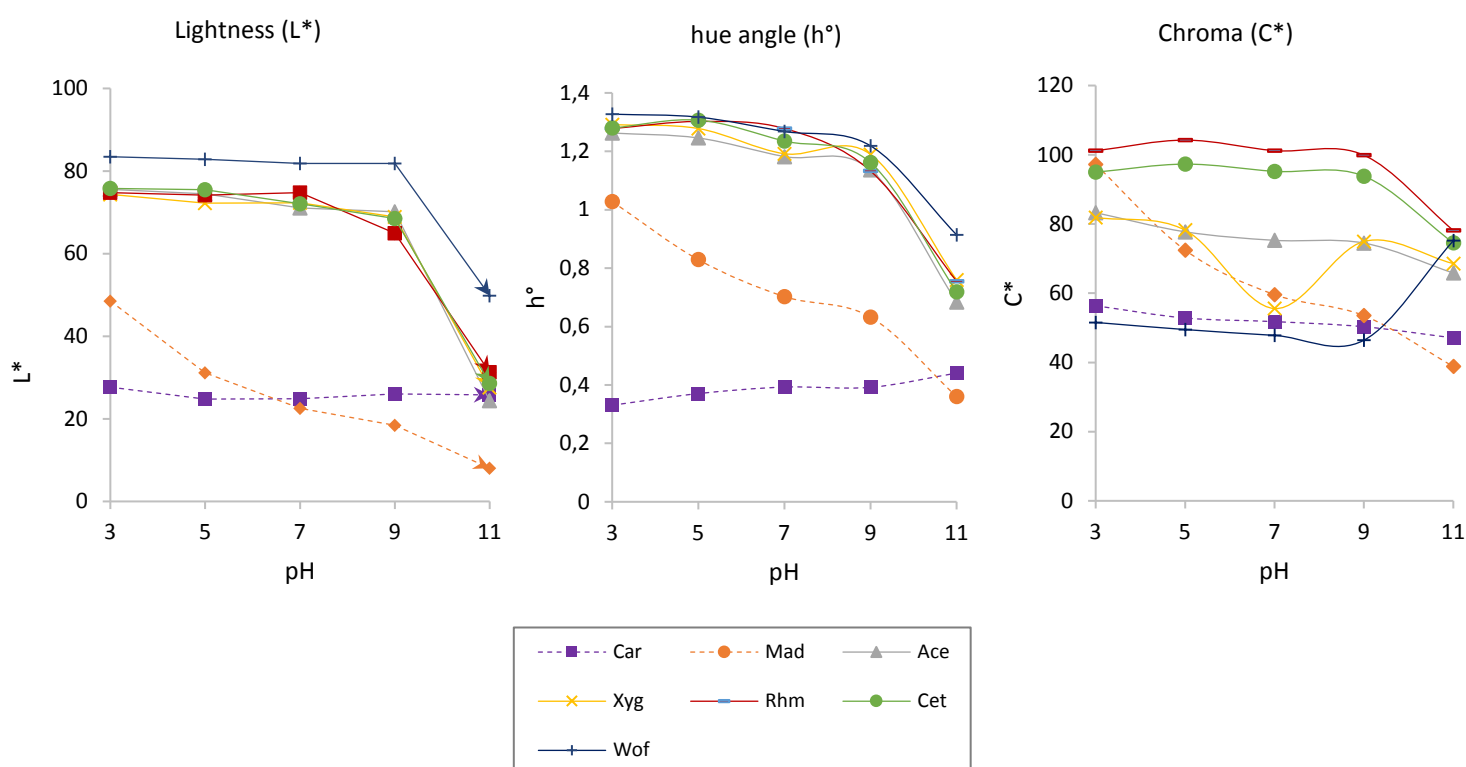 Lightness (L*)
100
80
60
40
20
0
L*
3 5 7 9 11
pH
hue angle (h°)
1,4
1,2
1
0,8
0,6
0,4
0,2
0
h°
3 5 7 9 11
pH
Chroma (C*)
120
100
80
60
40
20
0
C*
3 5 7 9 11
pH
Car Mad Ace
Xyg Rhm Cet
Wof